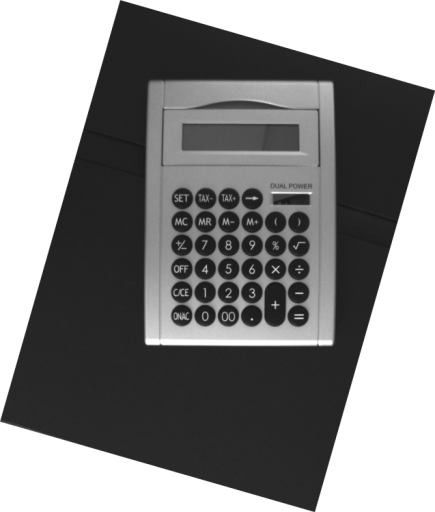 DUAL POWER
SET TAX- TAX+ →
MC MR M- M+ ( )
+/- 7 8 9 % √
OFF 4 5 6 × ÷
C/CE 1 2 3 + −
ON/AC 0 00 . =